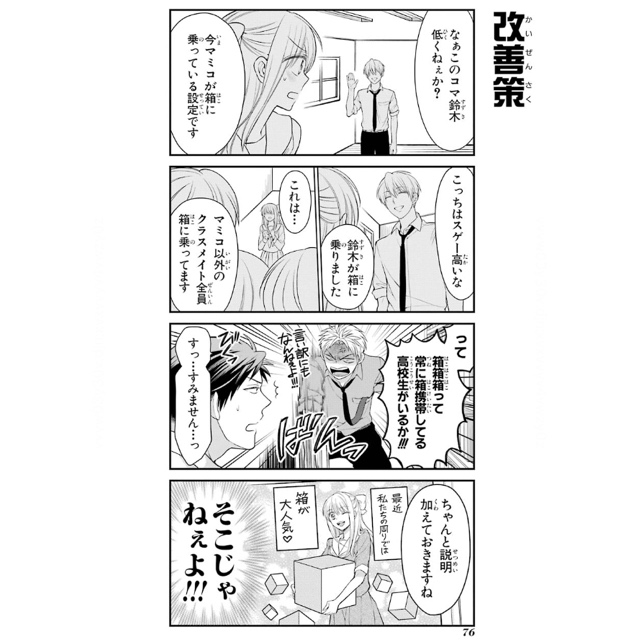 改善策
かいぜんさく
なぁこのコマ鈴木
低くねぇか？
今マミコが箱に
乗っている設定です
こっちはスゲー高いな
鈴木が箱に
乗りました
これは…
マミコ以外の
クラスメイト全員
箱に乗ってます
って
箱箱箱って
常に箱携帯してる
高校生がいるか!!!
言い訳にも
なんねぇよ!!!
ばんっ
すっ…すみません…っ
ちゃんと説明
加えておきますね
最近
私たちの周りでは
箱が
大人気♡
そこじゃ
ねぇよ!!!
76